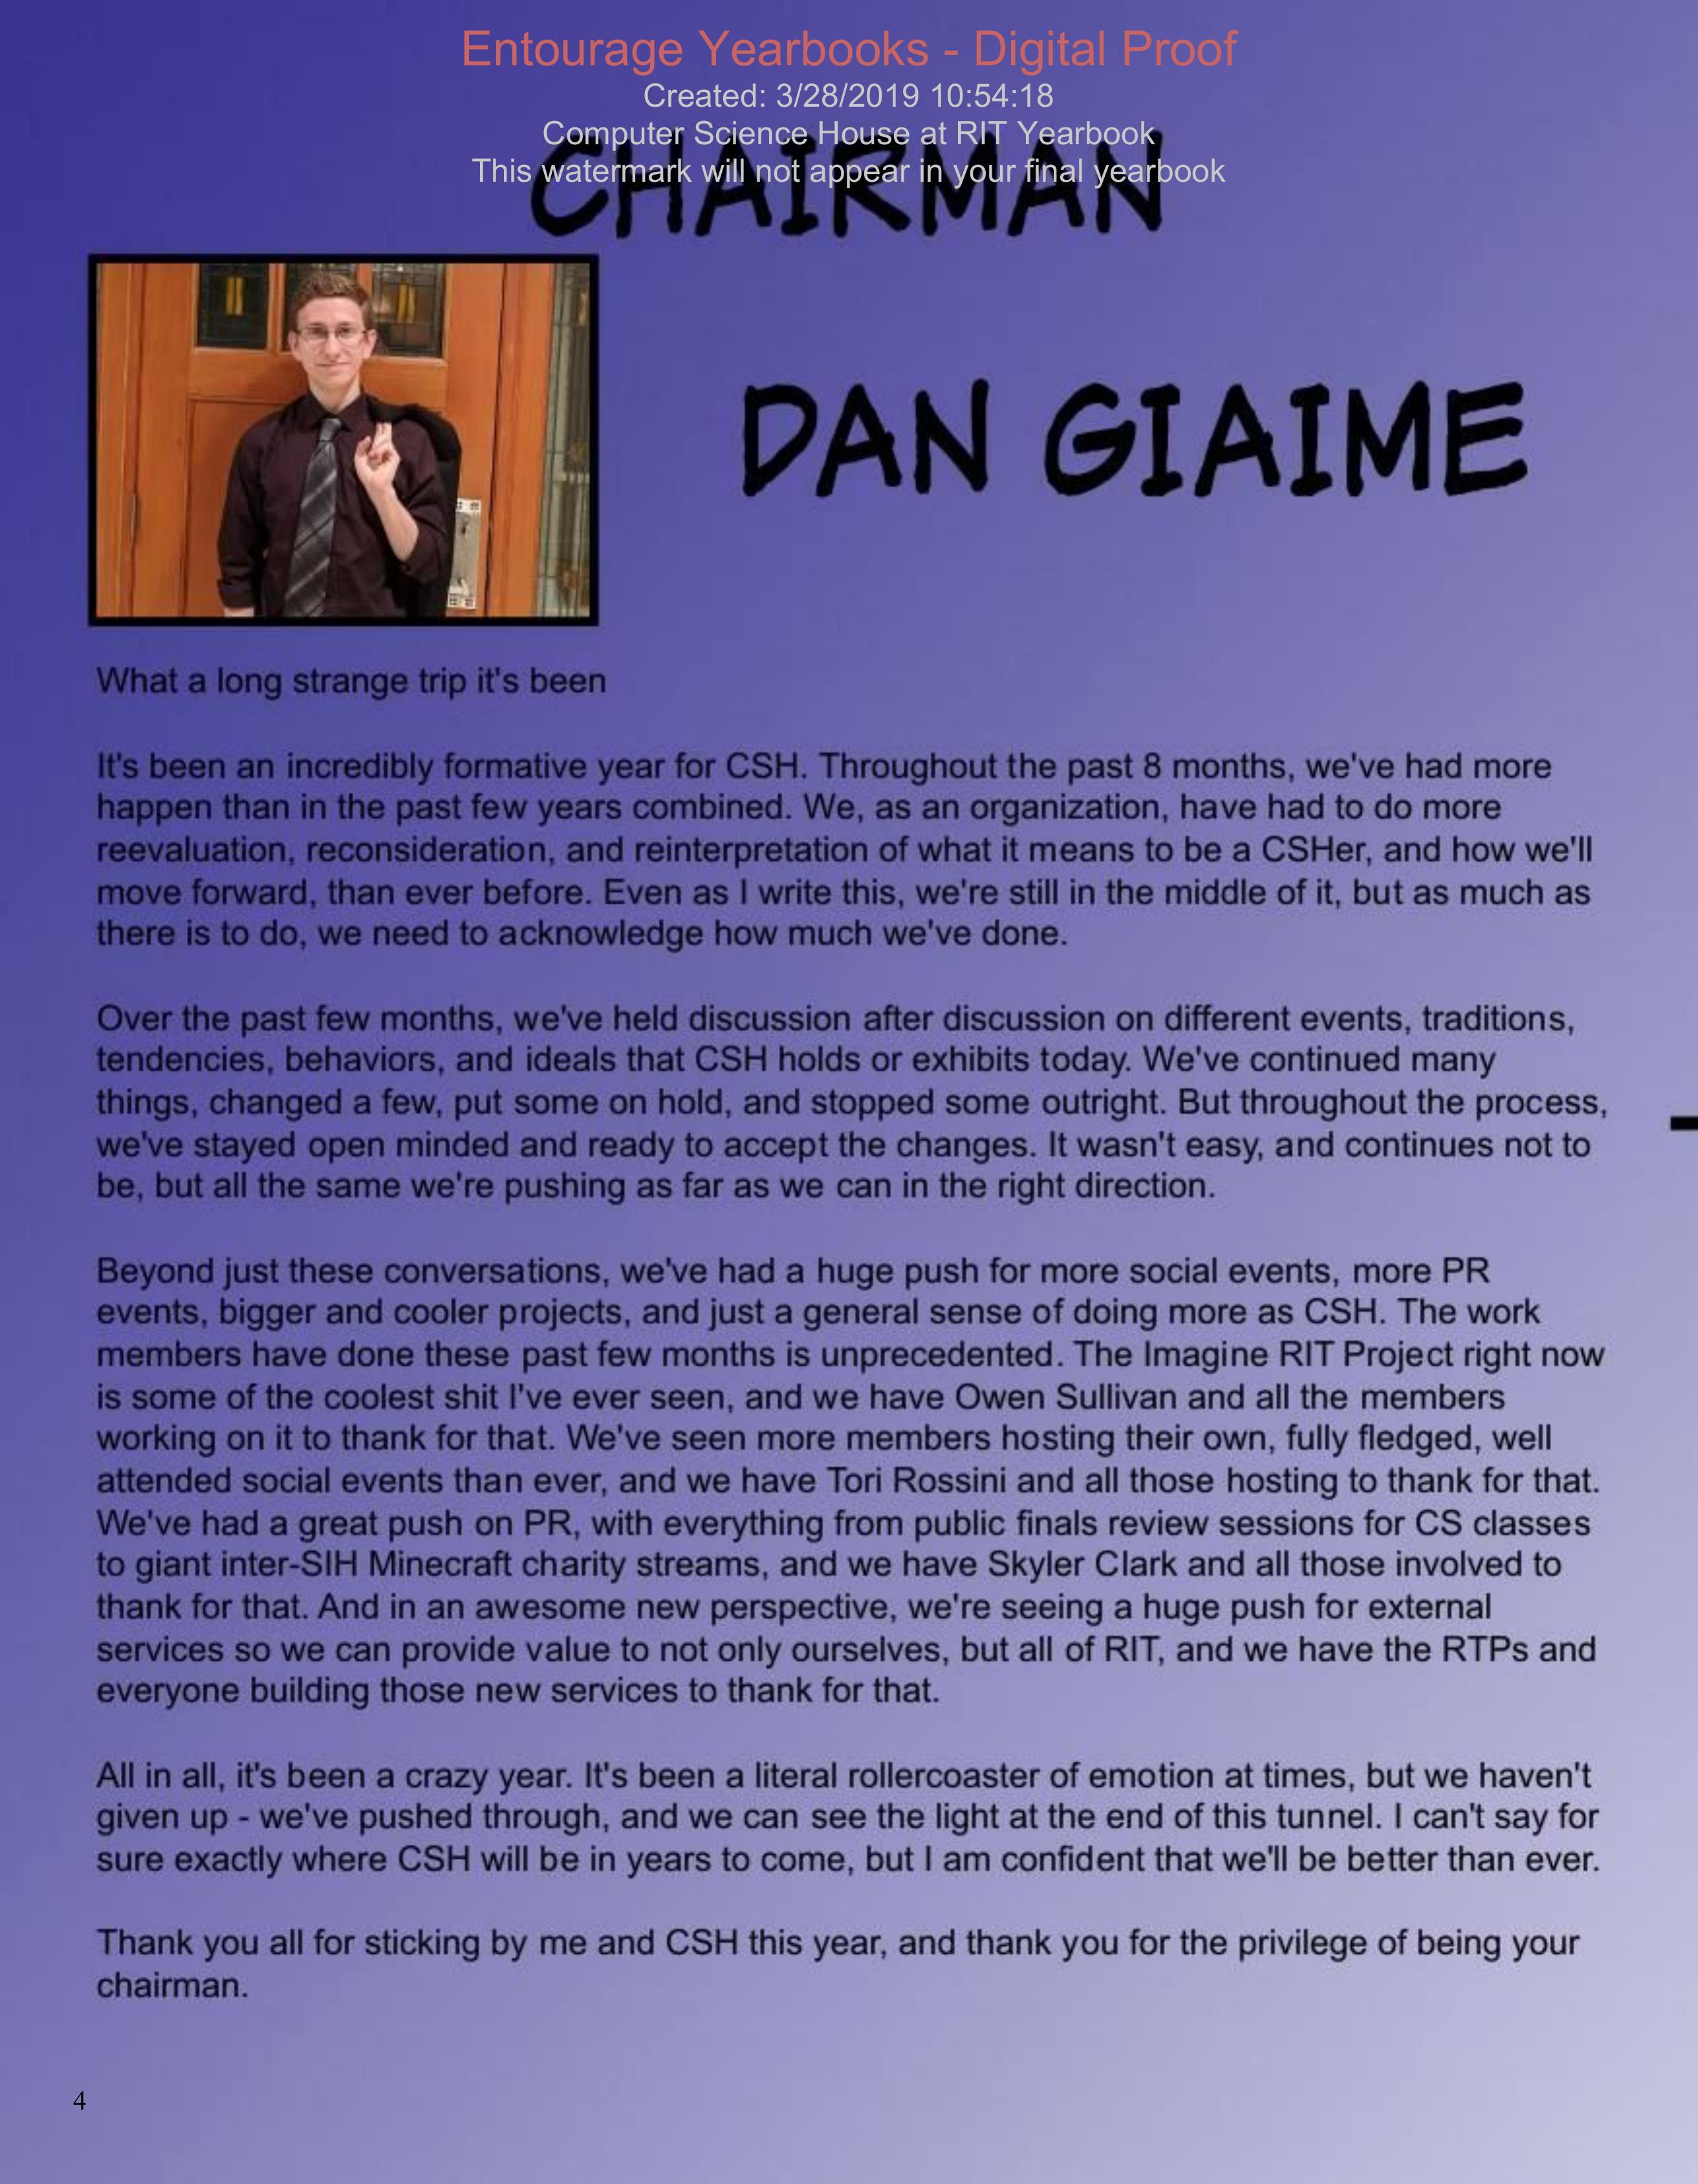 Entourage Yearbooks - Digital Proof
Created: 3/28/2019 10:54:18
Computer Science House at RIT Yearbook
This watermark will not appear in your final yearbook
CHAIRMAN
DAN GIAIME
What a long strange trip it's been
It's been an incredibly formative year for CSH. Throughout the past 8 months, we've had more
happen than in the past few years combined. We, as an organization, have had to do more
reevaluation, reconsideration, and reinterpretation of what it means to be a CSHer, and how we'll
move forward, than ever before. Even as I write this, we're still in the middle of it, but as much as
there is to do, we need to acknowledge how much we've done.
Over the past few months, we've held discussion after discussion on different events, traditions,
tendencies, behaviors, and ideals that CSH holds or exhibits today. We've continued many
things, changed a few, put some on hold, and stopped some outright. But throughout the process,
we've stayed open minded and ready to accept the changes. It wasn't easy, and continues not to
be, but all the same we're pushing as far as we can in the right direction.
Beyond just these conversations, we've had a huge push for more social events, more PR
events, bigger and cooler projects, and just a general sense of doing more as CSH. The work
members have done these past few months is unprecedented. The Imagine RIT Project right now
is some of the coolest shit I've ever seen, and we have Owen Sullivan and all the members
working on it to thank for that. We've seen more members hosting their own, fully fledged, well
attended social events than ever, and we have Tori Rossini and all those hosting to thank for that.
We've had a great push on PR, with everything from public finals review sessions for CS classes
to giant inter-SIH Minecraft charity streams, and we have Skyler Clark and all those involved to
thank for that. And in an awesome new perspective, we're seeing a huge push for external
services so we can provide value to not only ourselves, but all of RIT, and we have the RTPs and
everyone building those new services to thank for that.
All in all, it's been a crazy year. It's been a literal rollercoaster of emotion at times, but we haven't
given up - we've pushed through, and we can see the light at the end of this tunnel. I can't say for
sure exactly where CSH will be in years to come, but I am confident that we'll be better than ever.
Thank you all for sticking by me and CSH this year, and thank you for the privilege of being your
chairman.
4